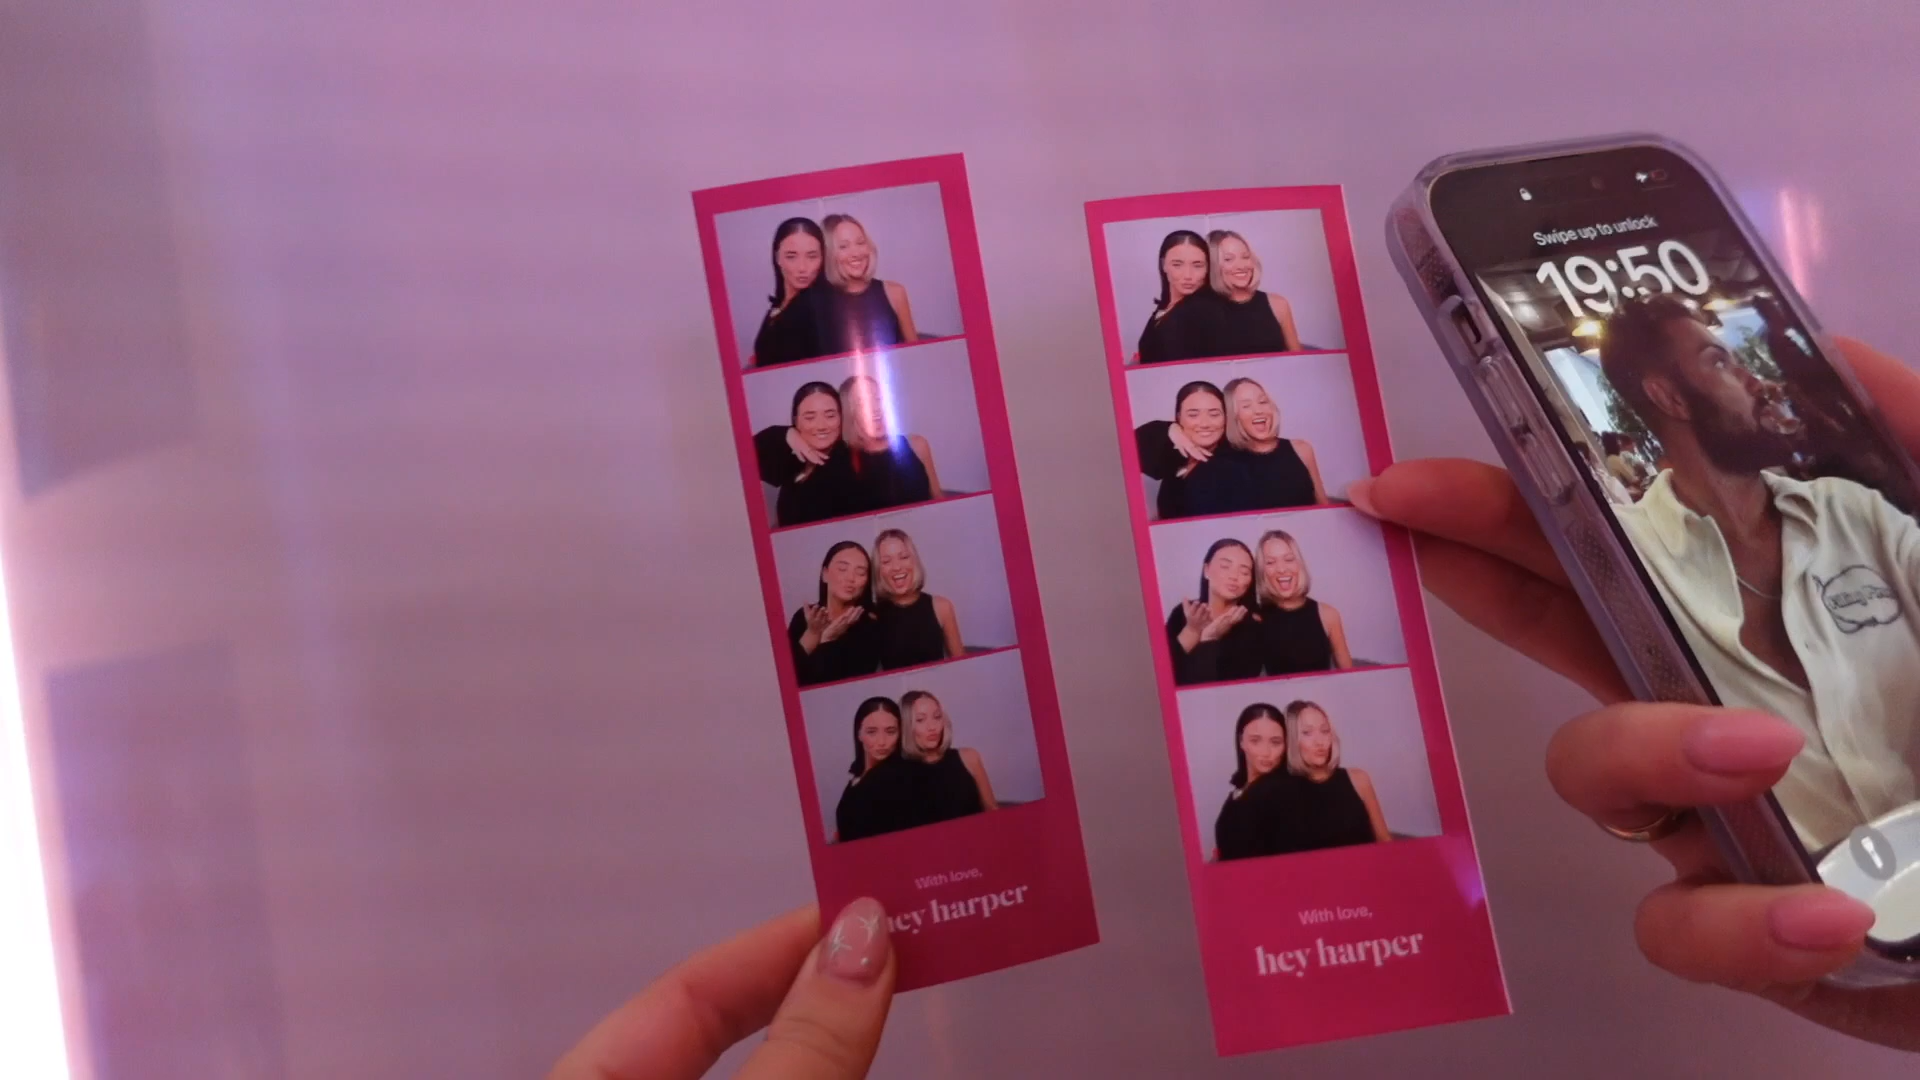 With love,
hey harper
With love,
hey harper
Swipe up to unlock
19:50